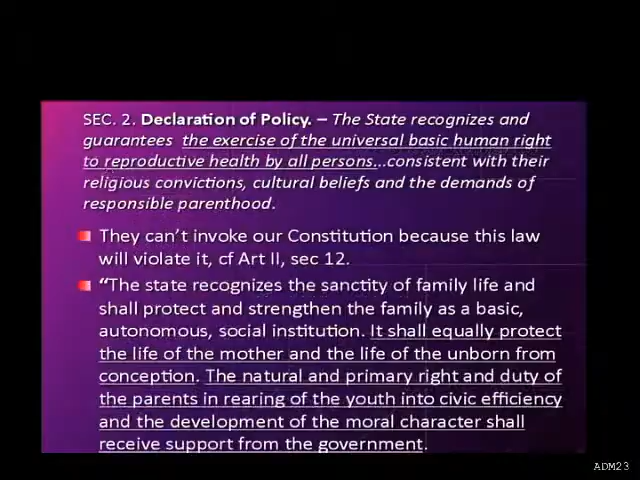 SEC. 2. Declaration of Policy. – The State recognizes and
guarantees the exercise of the universal basic human right
to reproductive health by all persons…consistent with their
religious convictions, cultural beliefs and the demands of
responsible parenthood.
They can't invoke our Constitution because this law
will violate it, cf Art II, sec 12.
“The state recognizes the sanctity of family life and
shall protect and strengthen the family as a basic,
autonomous, social institution. It shall equally protect
the life of the mother and the life of the unborn from
conception. The natural and primary right and duty of
the parents in rearing of the youth into civic efficiency
and the development of the moral character shall
receive support from the government.
ADM23